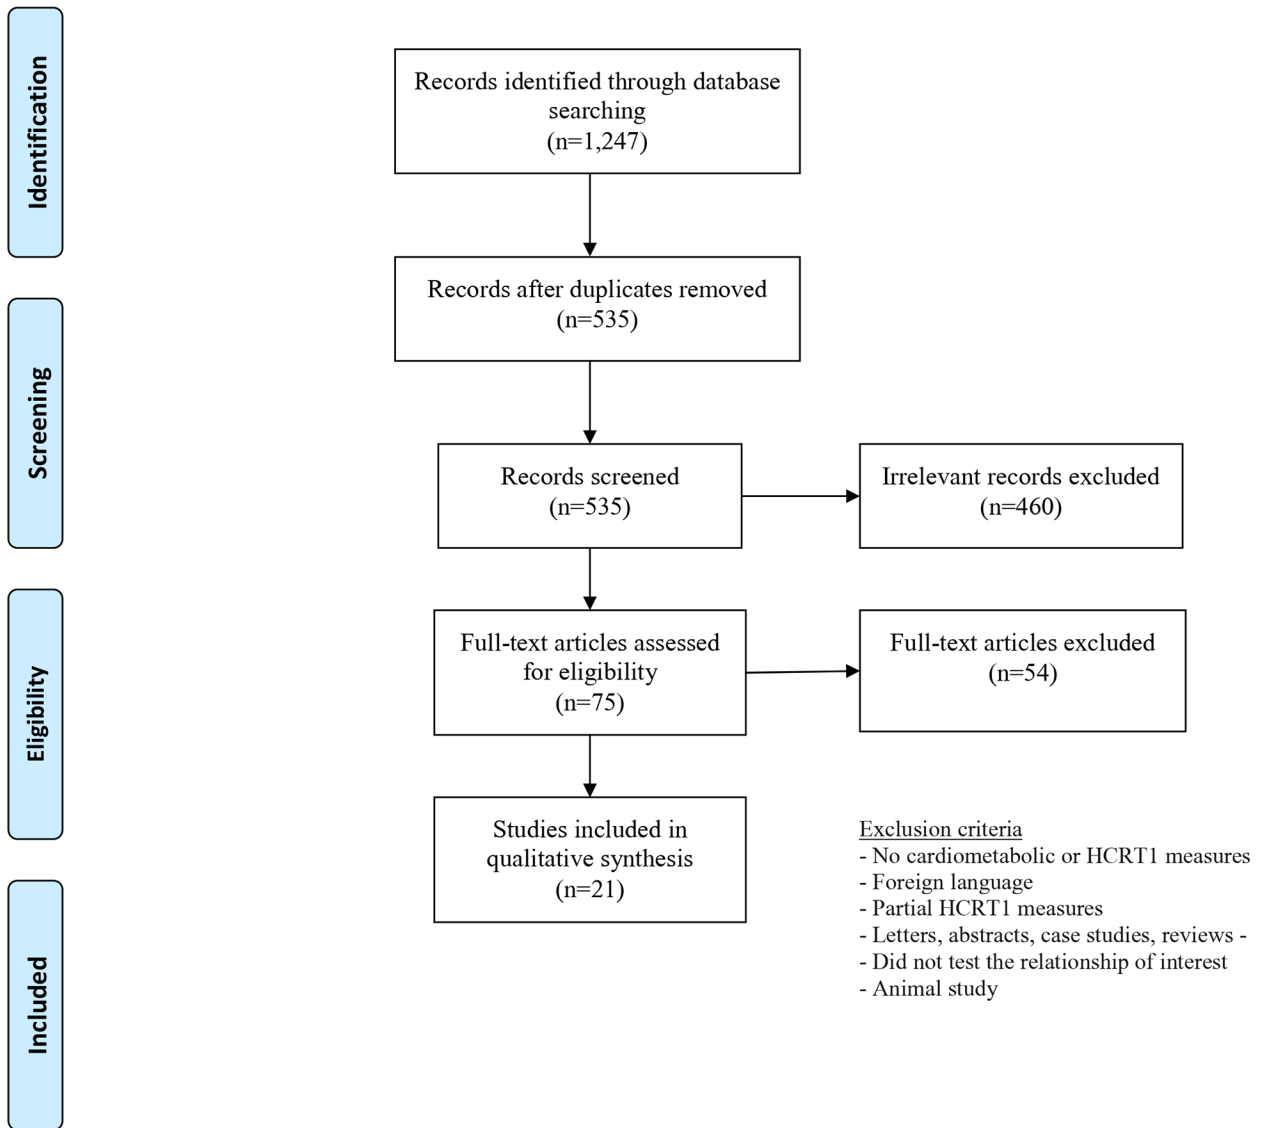 Identification
Records identified through database
searching
(n=1,247)
Records after duplicates removed
(n=535)
Screening
Records screened
(n=535)
Irrelevant records excluded
(n=460)
Eligibility
Full-text articles assessed
for eligibility
(n=75)
Full-text articles excluded
(n=54)
Included
Studies included in
qualitative synthesis
(n=21)
Exclusion criteria
- No cardiometabolic or HCRT1 measures
- Foreign language
- Partial HCRT1 measures
- Letters, abstracts, case studies, reviews -
- Did not test the relationship of interest
- Animal study